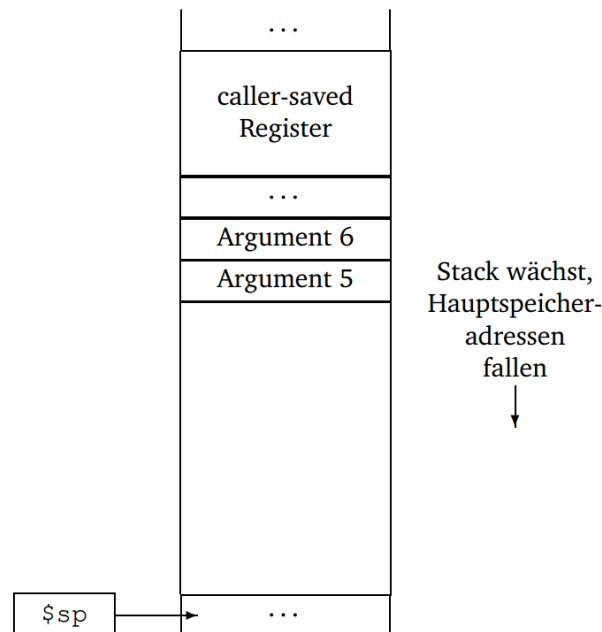 ...
caller-saved
Register
...
Argument 6
Argument 5
Stack wächst,
Hauptspeicher-
adressen
fallen
$sp
...